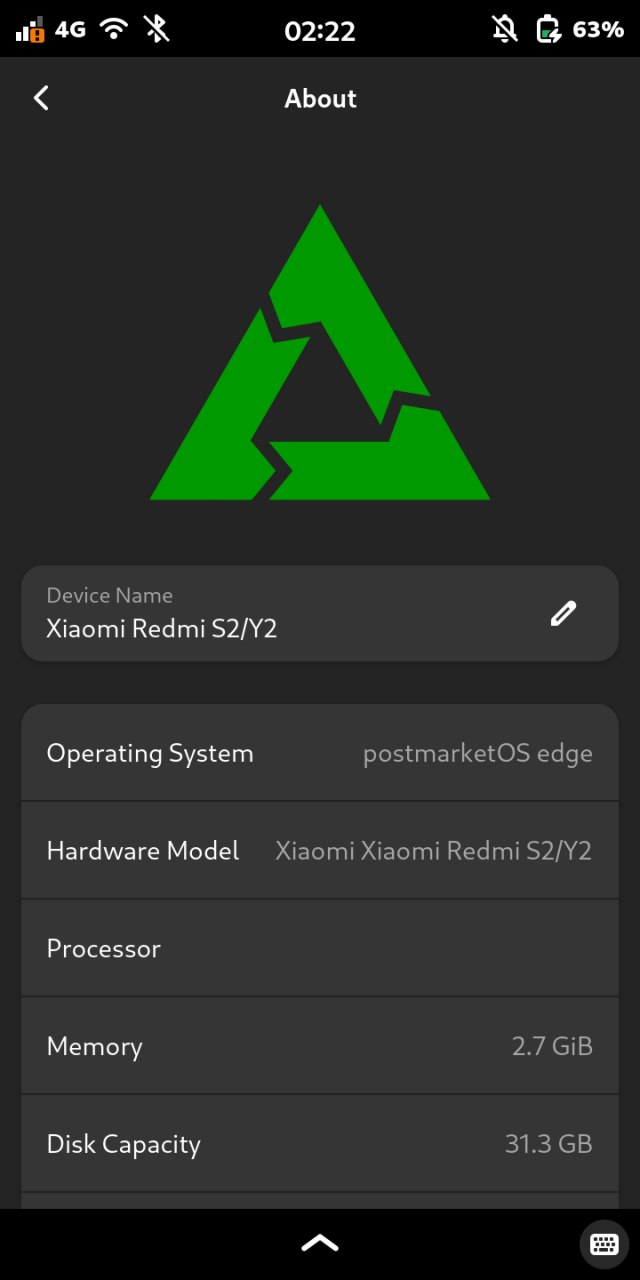 4G 02:22 63%
About
Device Name
Xiaomi Redmi S2/Y2
Operating System postmarketOS edge
Hardware Model Xiaomi Xiaomi Redmi S2/Y2
Processor
Memory 2.7 GiB
Disk Capacity 31.3 GB